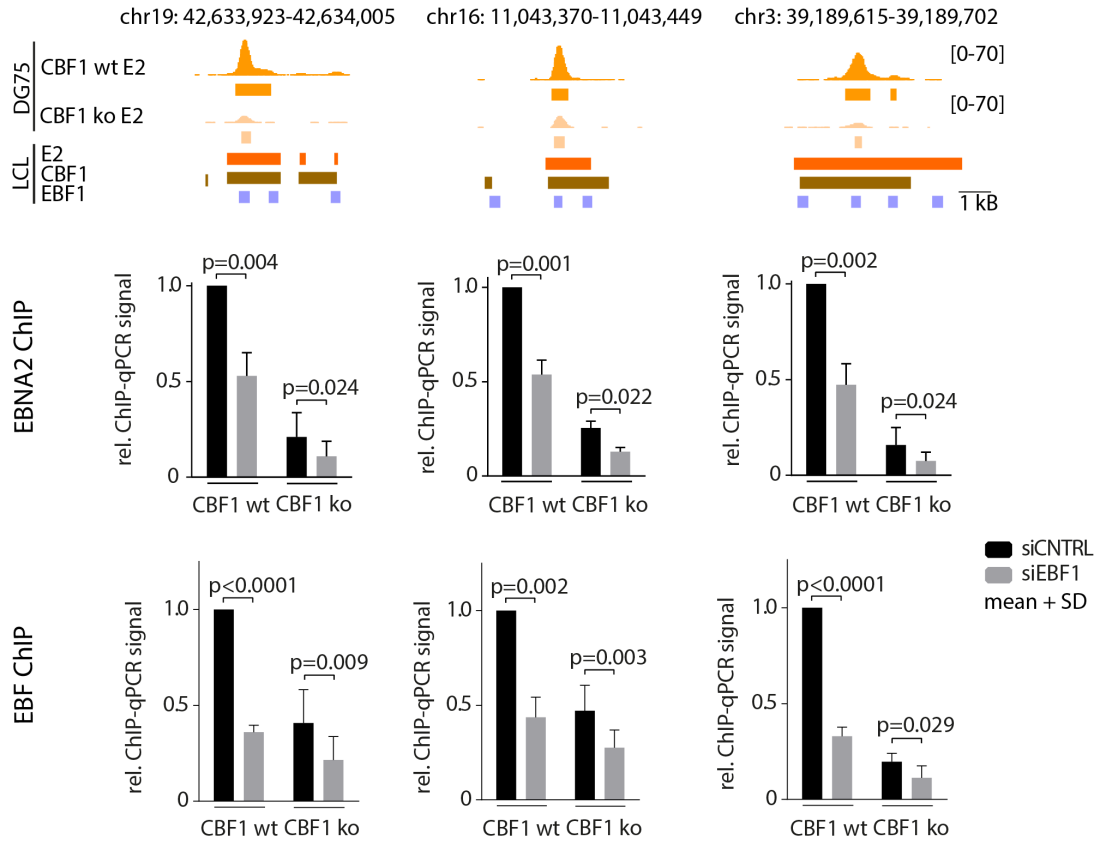 chr19: 42,633,923-42,634,005
chr16: 11,043,370-11,043,449
chr3: 39,189,615-39,189,702
DG75
CBF1 wt E2
[0-70]
CBF1 ko E2
[0-70]
LCL
E2
CBF1
EBF1
1 kB
EBNA2 ChIP
rel. ChIP-qPCR signal
1.0
0.5
0
p=0.004
p=0.024
CBF1 wt CBF1 ko
rel. ChIP-qPCR signal
1.0
0.5
0
p=0.001
p=0.022
CBF1 wt CBF1 ko
rel. ChIP-qPCR signal
1.0
0.5
0
p=0.002
p=0.024
CBF1 wt CBF1 ko
siCNTRL
siEBF1
mean + SD
EBF ChIP
rel. ChIP-qPCR signal
1.0
0.5
0
p<0.0001
p=0.009
CBF1 wt CBF1 ko
rel. ChIP-qPCR signal
1.0
0.5
0
p=0.002
p=0.003
CBF1 wt CBF1 ko
rel. ChIP-qPCR signal
1.0
0.5
0
p<0.0001
p=0.029
CBF1 wt CBF1 ko